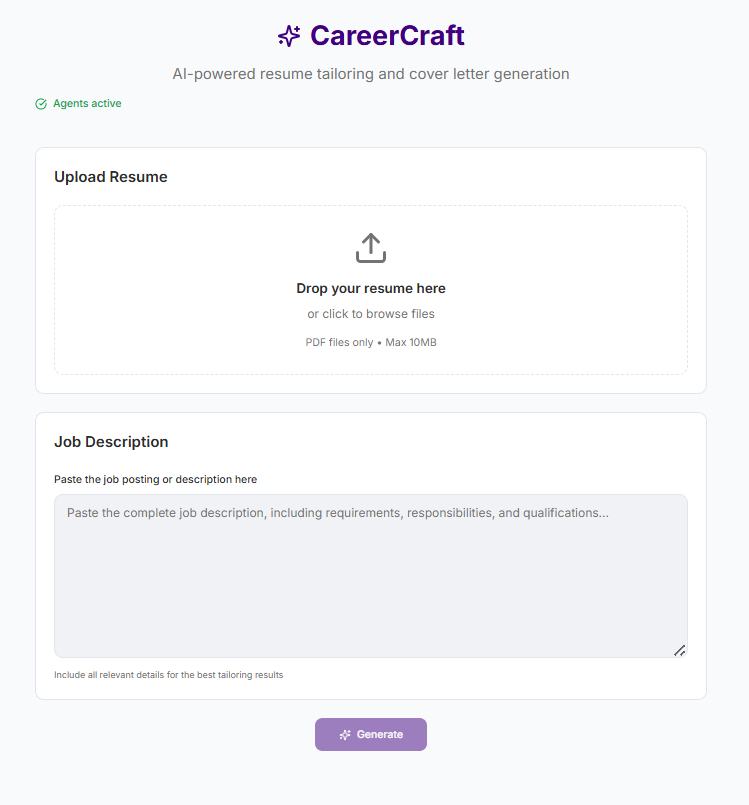 CareerCraft
AI-powered resume tailoring and cover letter generation
Agents active
Upload Resume
Drop your resume here
or click to browse files
PDF files only • Max 10MB
Job Description
Paste the job posting or description here
Paste the complete job description, including requirements, responsibilities, and qualifications...
Include all relevant details for the best tailoring results
Generate